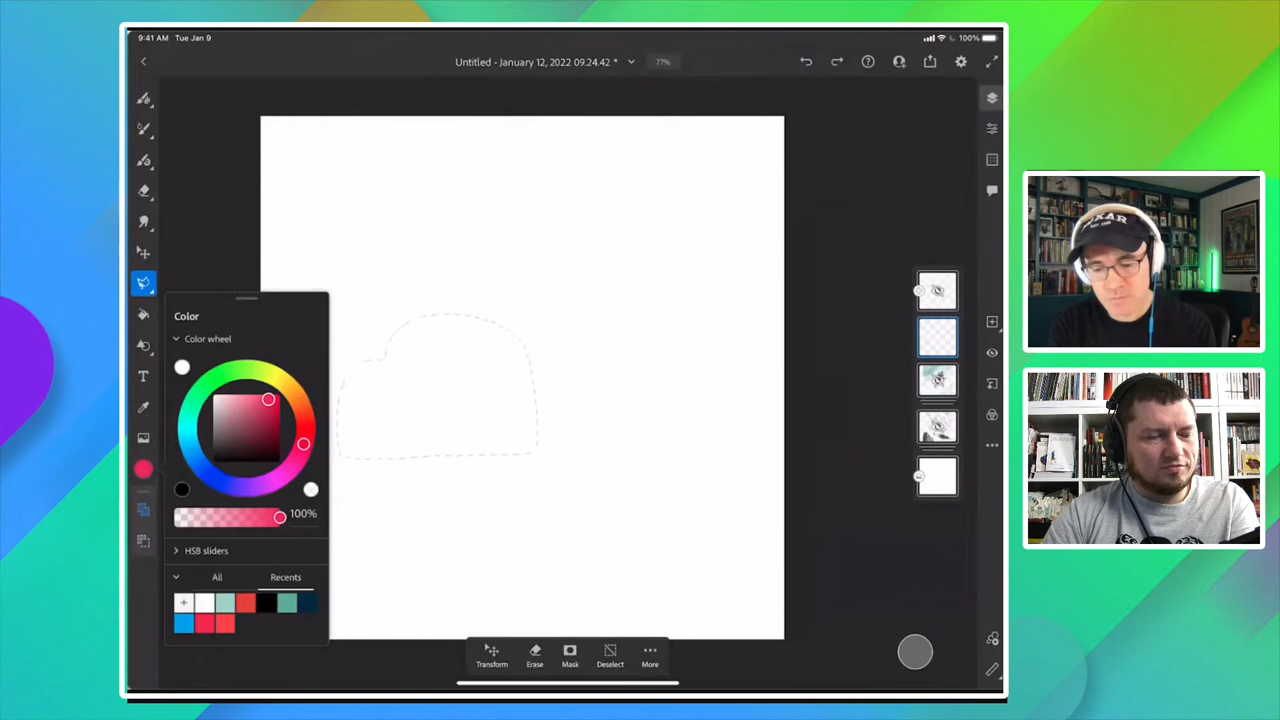 9:41 AM Tue Jan 9
100%
Untitled - January 12, 2022 09.24.42 *
77%
Color
Color wheel
100%
HSB sliders
All
Recents
Transform
Erase
Mask
Deselect
More